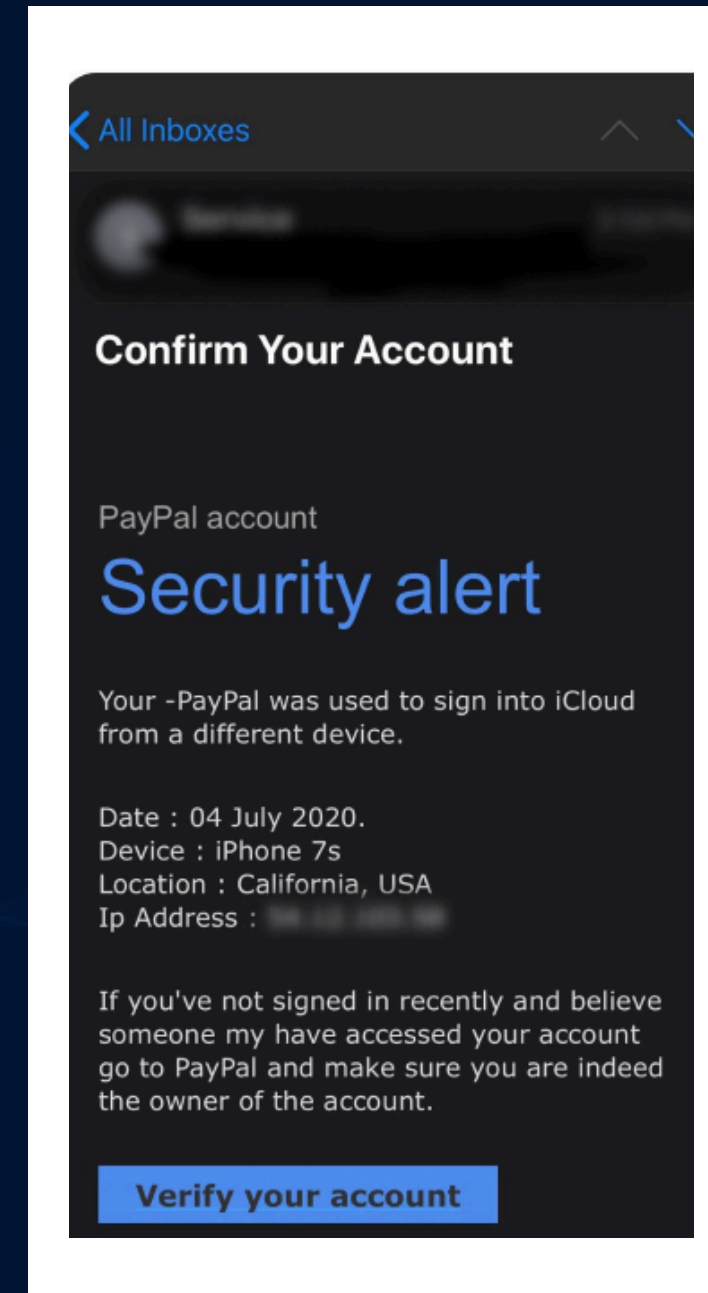 All Inboxes
Confirm Your Account
PayPal account
Security alert
Your -PayPal was used to sign into iCloud
from a different device.
Date : 04 July 2020.
Device : iPhone 7s
Location : California, USA
Ip Address :
If you've not signed in recently and believe
someone my have accessed your account
go to PayPal and make sure you are indeed
the owner of the account.
Verify your account